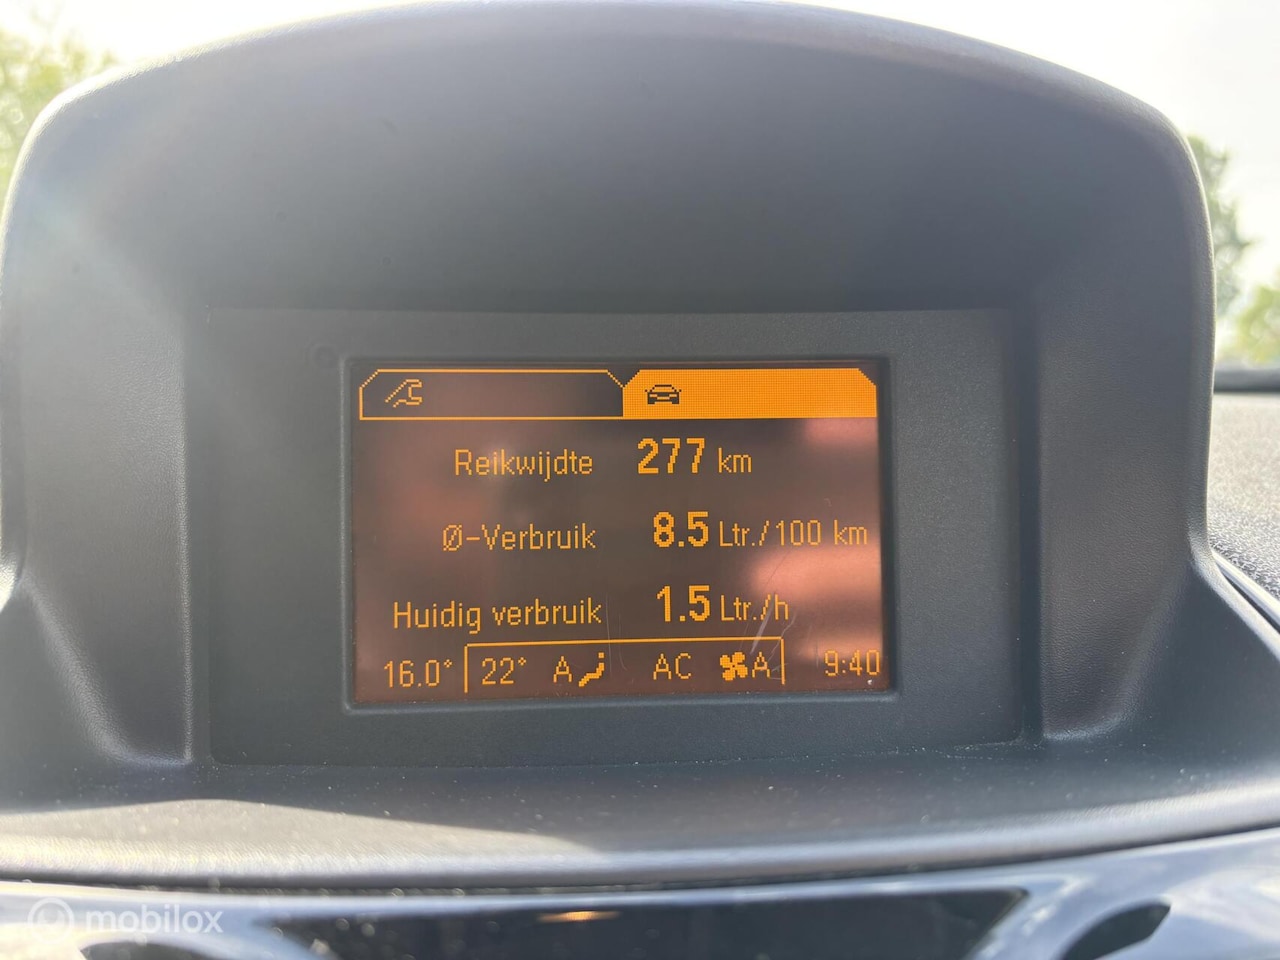 Reikwijdte 277 km
Ø-Verbruik 8.5 Ltr./100 km
Huidig verbruik 1.5 Ltr./h
16.0° 22° A AC A 9:40
mobilox